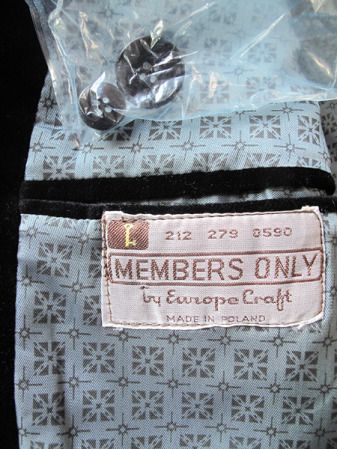 L 212 279 8590
MEMBERS ONLY
by Europe Craft
MADE IN POLAND